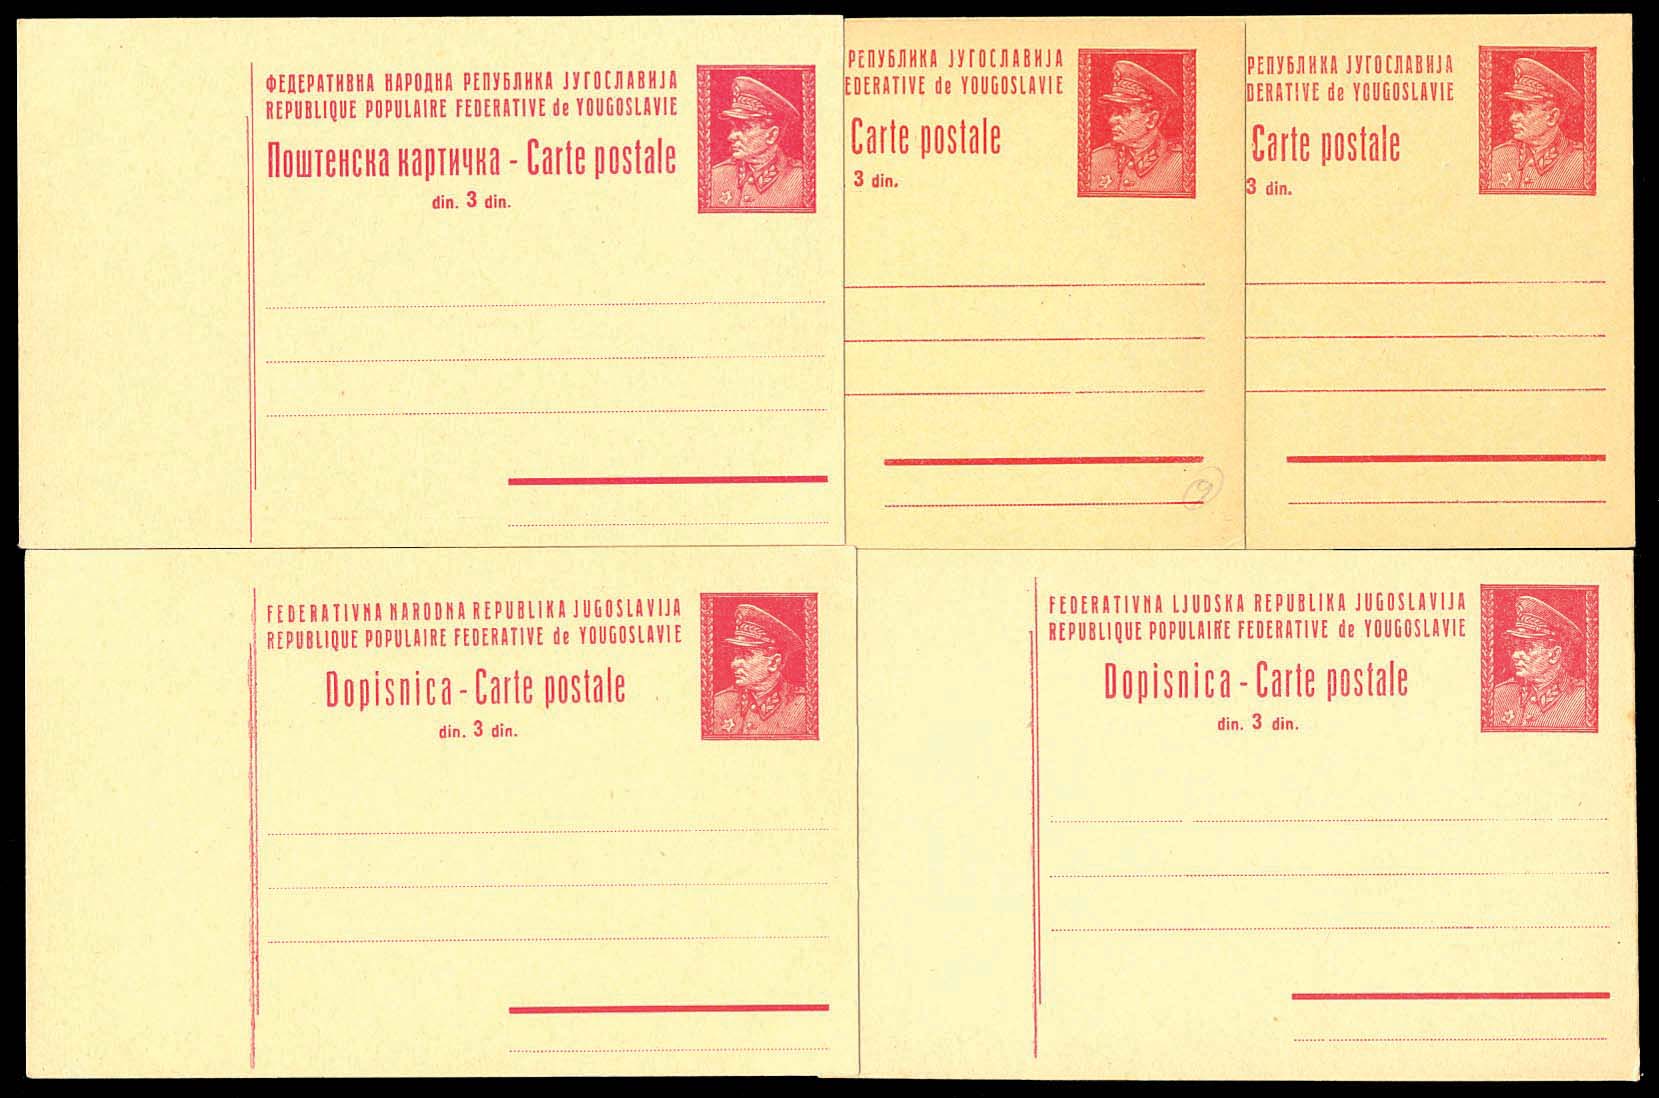 ФЕДЕРАТИВНА НАРОДНА РЕПУБЛИКА ЈУГОСЛАВИЈА
REPUBLIQUE POPULAIRE FEDERATIVE de YOUGOSLAVIE
Поштенска картичка - Carte postale
din. 3 din.
РЕПУБЛИКА ЈУГОСЛАВИЈА
EDERATIVE de YOUGOSLAVIE
Carte postale
3 din.
9
РЕПУБЛИКА ЈУГОСЛАВИЈА
DERATIVE de YOUGOSLAVIE
Carte postale
3 din.
FEDERATIVNA NARODNA REPUBLIKA JUGOSLAVIJA
REPUBLIQUE POPULAIRE FEDERATIVE de YOUGOSLAVIE
Dopisnica - Carte postale
din. 3 din.
FEDERATIVNA LJUDSKA REPUBLIKA JUGOSLAVIJA
REPUBLIQUE POPULAIRE FEDERATIVE de YOUGOSLAVIE
Dopisnica - Carte postale
din. 3 din.